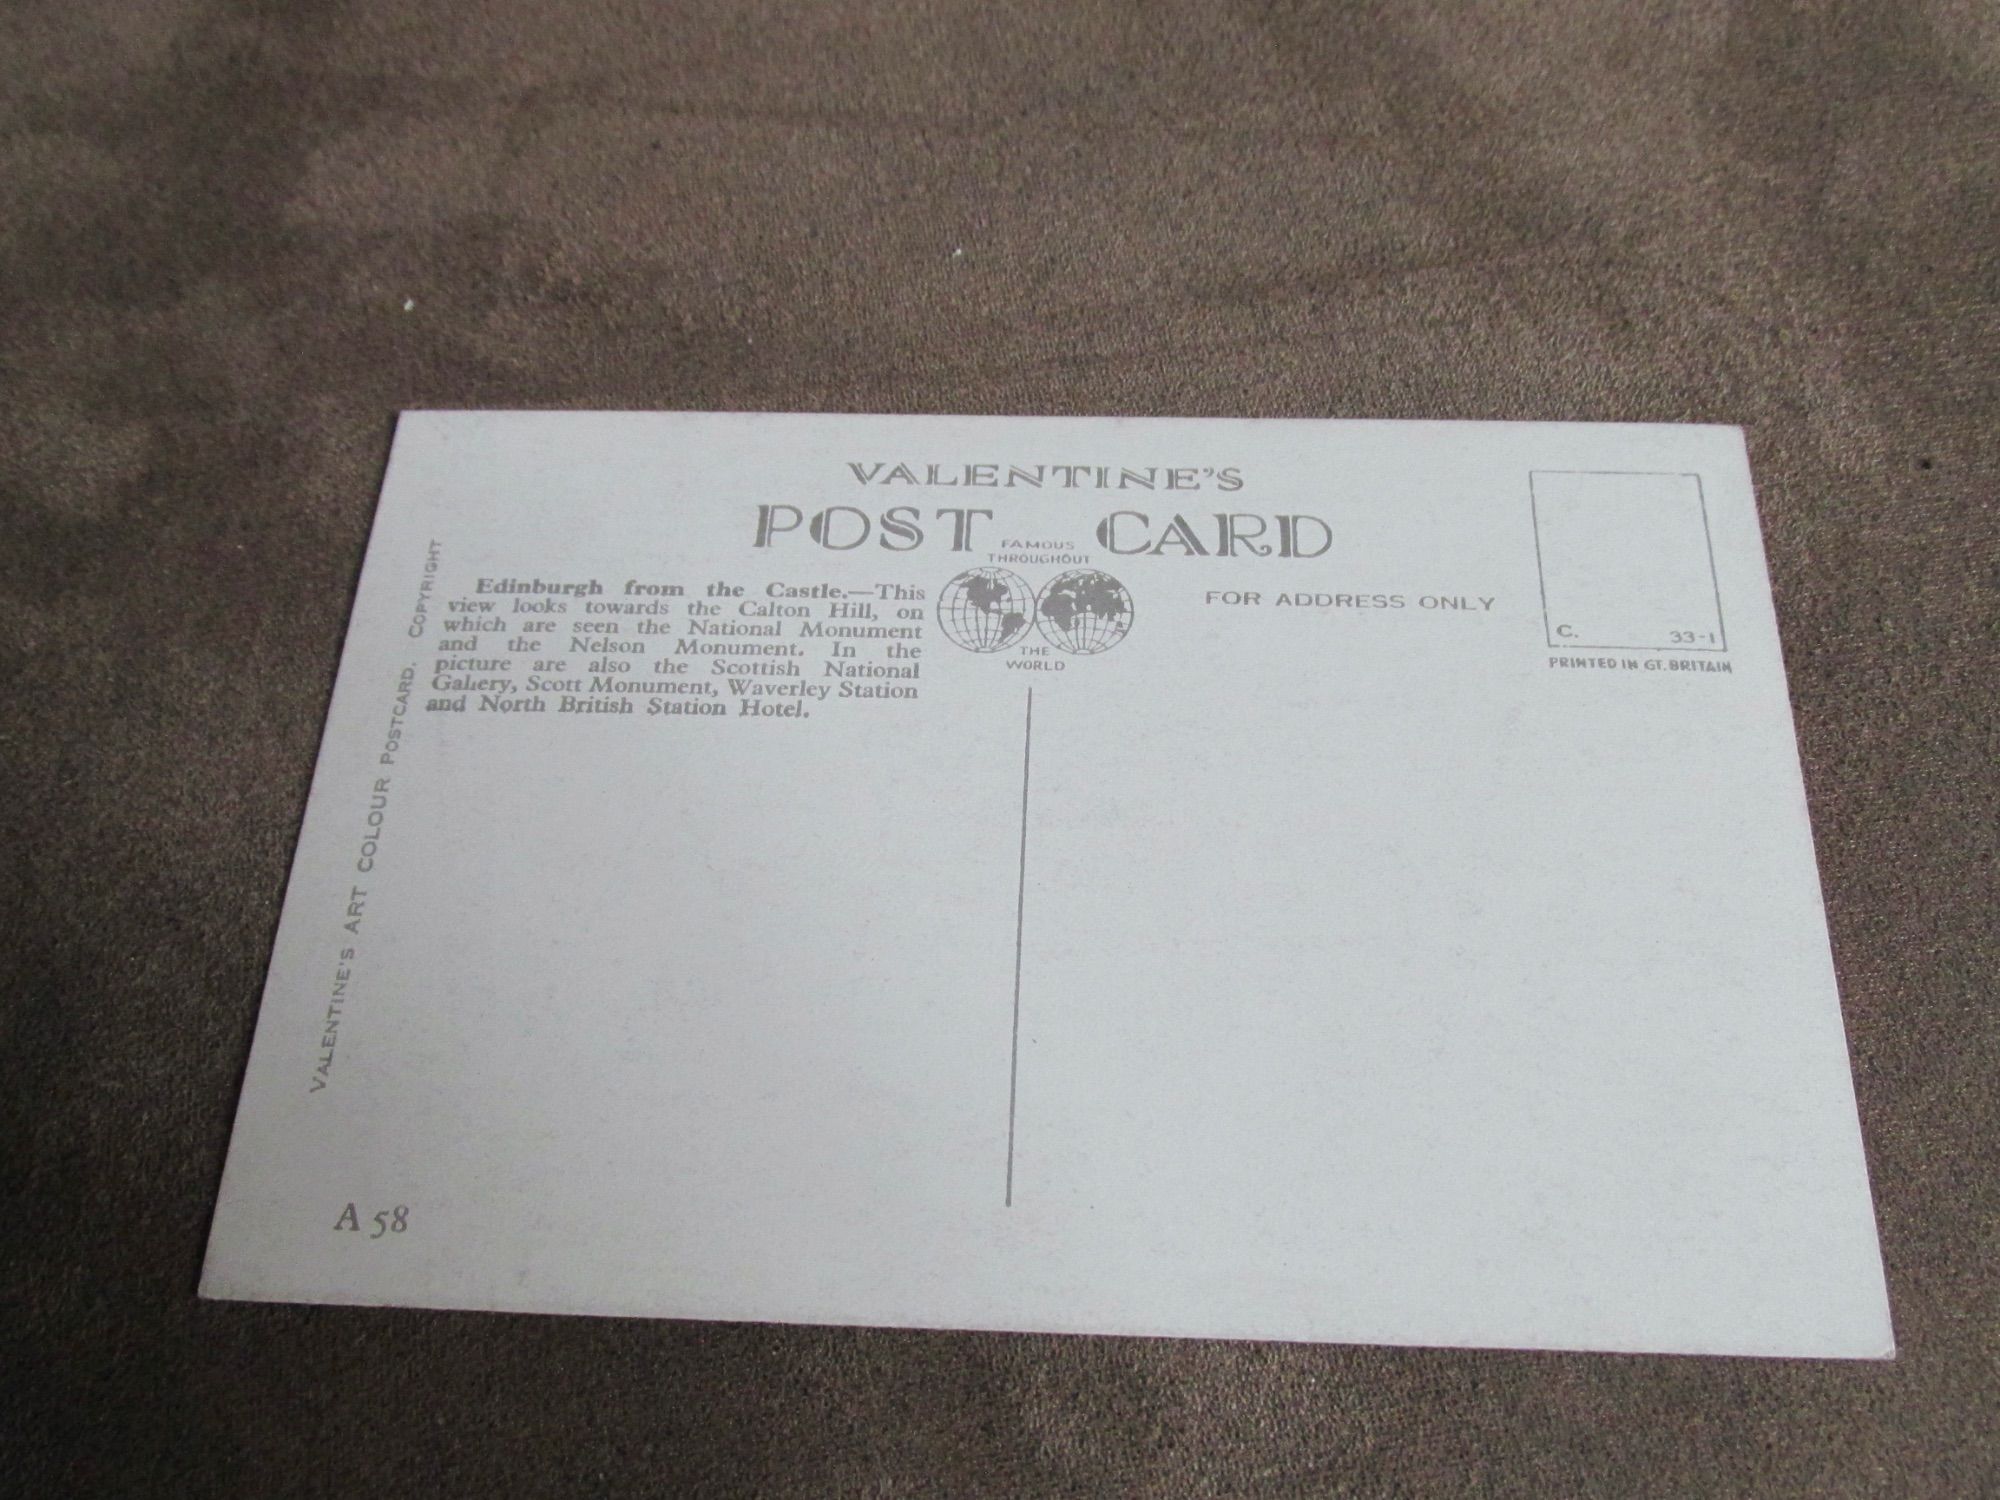 VALENTINE'S
POST CARD
FAMOUS
THROUGHOUT
THE
WORLD
Edinburgh from the Castle.—This
view looks towards the Calton Hill, on
which are seen the National Monument
and the Nelson Monument. In the
picture are also the Scottish National
Gallery, Scott Monument, Waverley Station
and North British Station Hotel.
FOR ADDRESS ONLY
C. 33-1
PRINTED IN GT. BRITAIN
VALENTINE'S ART COLOUR POSTCARD. COPYRIGHT
A 58